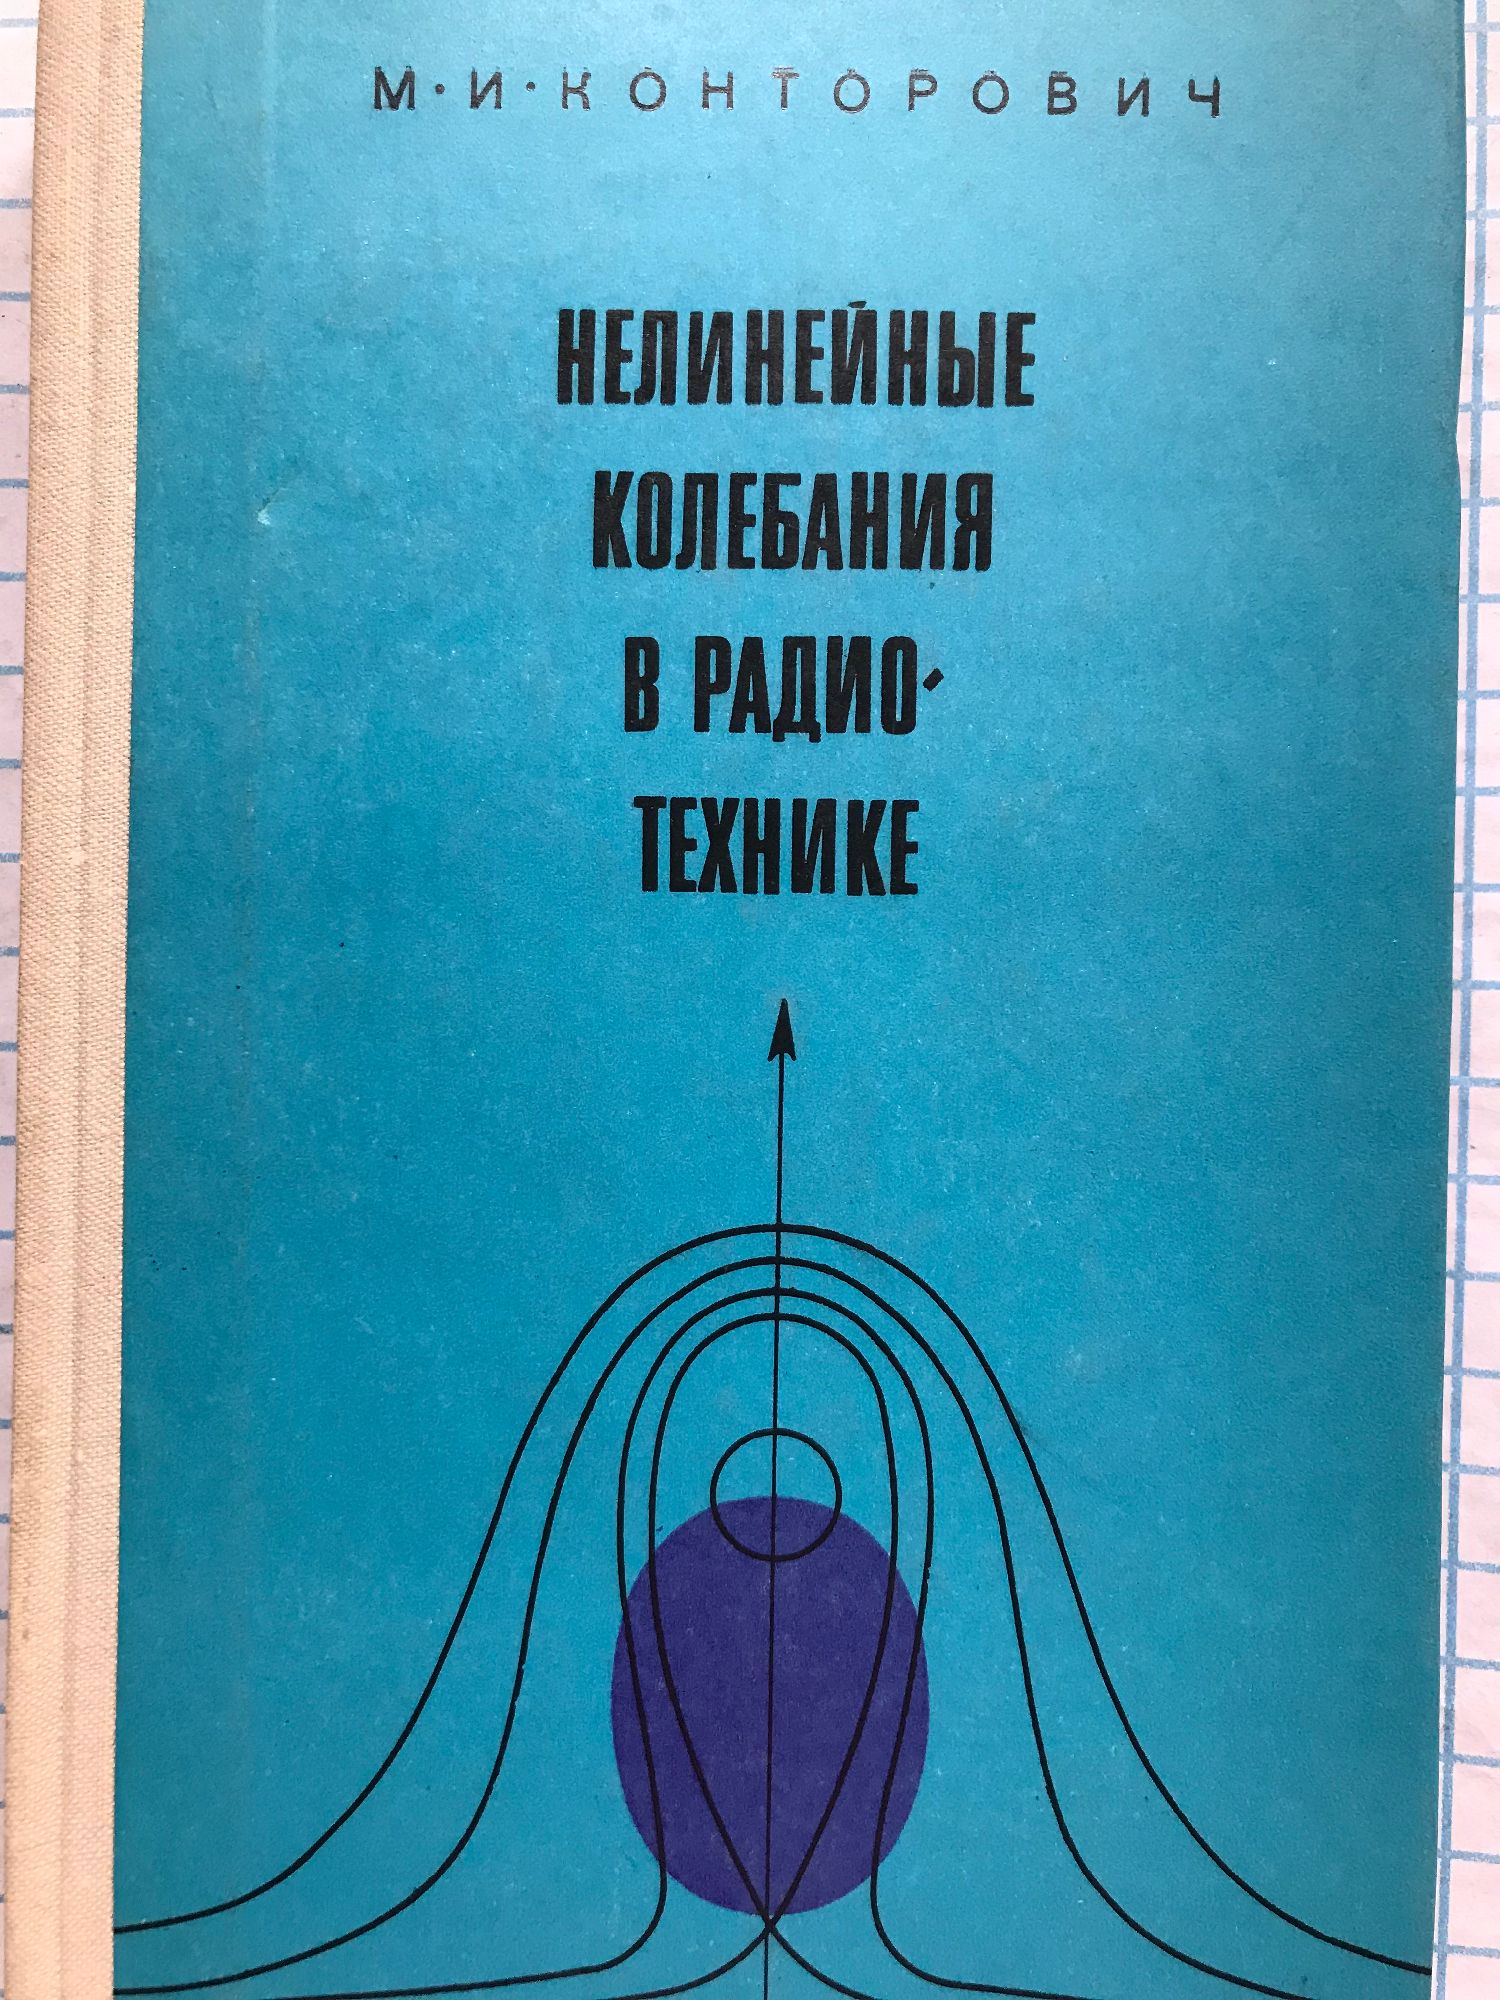 М·И·КОНТОРОВИЧ
НЕЛИНЕЙНЫЕ
КОЛЕБАНИЯ
В РАДИО-
ТЕХНИКЕ